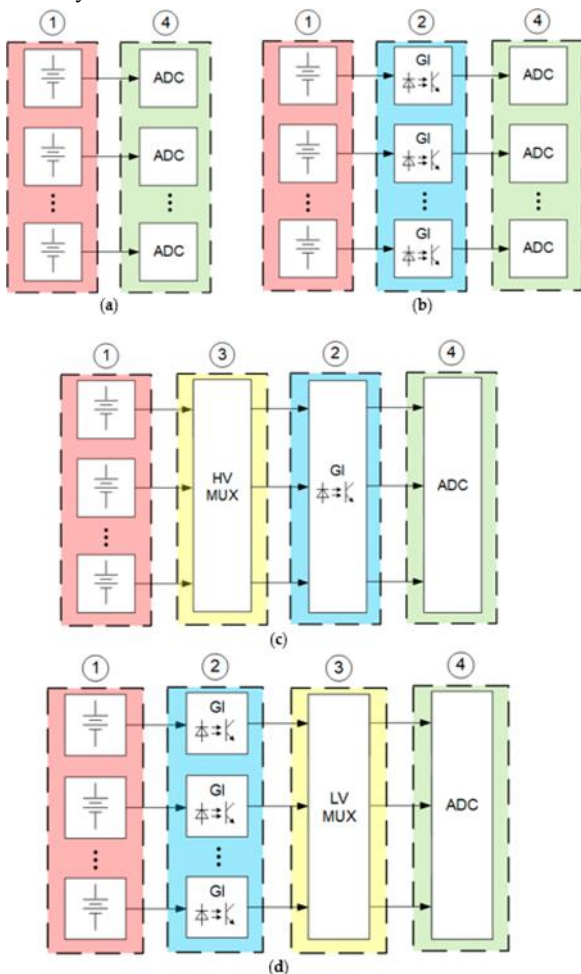 1 4
ADC
ADC
ADC
(a)
1 2 4
GI ADC
GI ADC
GI ADC
(b)
1 3 2 4
HV
MUX
GI
ADC
(c)
1 2 3 4
GI
GI
GI
LV
MUX
ADC
(d)